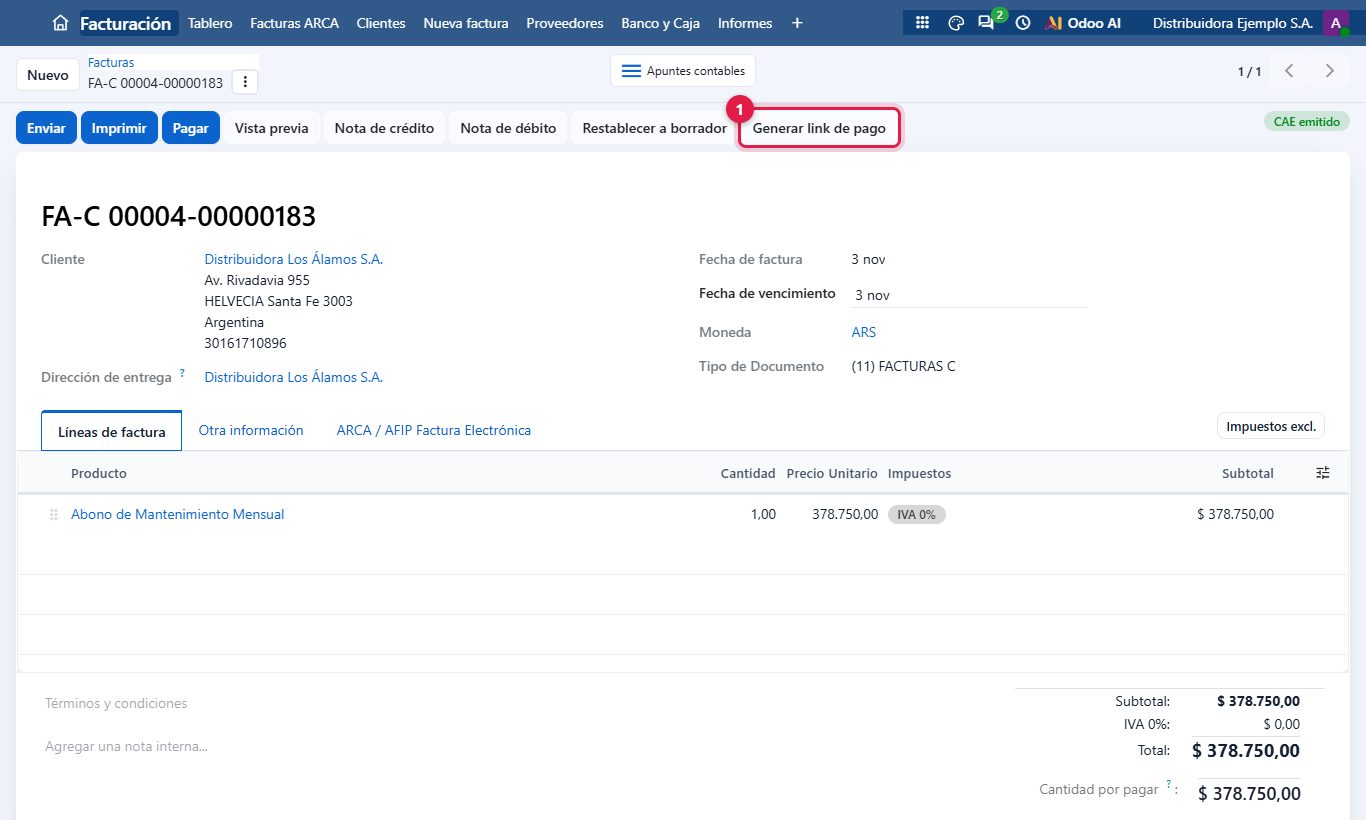 Facturación Tablero Facturas ARCA Clientes Nueva factura Proveedores Banco y Caja Informes + 2 AI Odoo AI Distribuidora Ejemplo S.A. A
Nuevo Facturas
FA-C 00004-00000183
Apuntes contables
1 / 1
Enviar Imprimir Pagar Vista previa Nota de crédito Nota de débito Restablecer a borrador 1 Generar link de pago CAE emitido
FA-C 00004-00000183
Cliente Distribuidora Los Álamos S.A. Fecha de factura 3 nov
Av. Rivadavia 955
HELVECIA Santa Fe 3003 Fecha de vencimiento 3 nov
Argentina Moneda ARS
30161710896
Dirección de entrega ? Distribuidora Los Álamos S.A. Tipo de Documento (11) FACTURAS C
Líneas de factura Otra información ARCA / AFIP Factura Electrónica Impuestos excl.
Producto Cantidad Precio Unitario Impuestos Subtotal
Abono de Mantenimiento Mensual 1,00 378.750,00 IVA 0% $ 378.750,00
Términos y condiciones Subtotal: $ 378.750,00
IVA 0%: $ 0,00
Agregar una nota interna... Total: $ 378.750,00
Cantidad por pagar ? : $ 378.750,00